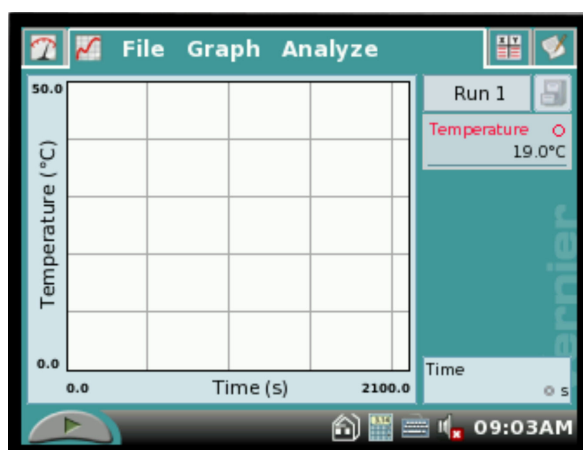 File Graph Analyze
X Y
50.0
Temperature (°C)
0.0
0.0
Time (s)
2100.0
Run 1
Temperature
19.0°C
Time
s
09:03AM